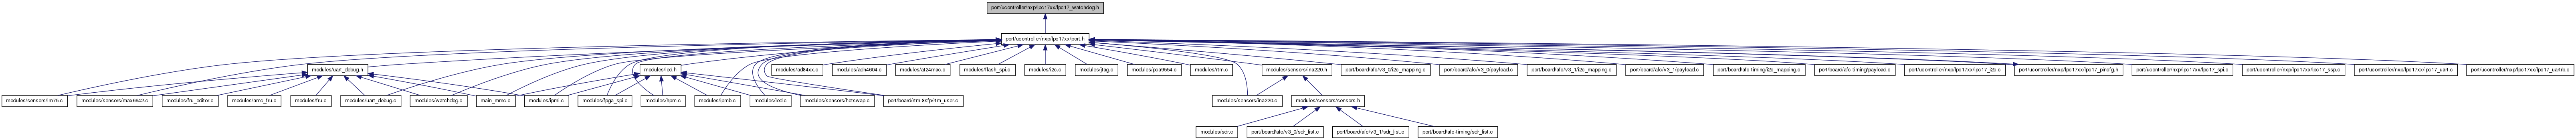 port/ucontroller/nxp/lpc17xx/lpc17_watchdog.h
port/ucontroller/nxp/lpc17xx/port.h
modules/uart_debug.h
modules/led.h
modules/ad84xx.c
modules/adn4604.c
modules/at24mac.c
modules/flash_spi.c
modules/i2c.c
modules/jtag.c
modules/pca9554.c
modules/rtm.c
modules/sensors/ina220.h
port/board/afc/v3_0/i2c_mapping.c
port/board/afc/v3_0/payload.c
port/board/afc/v3_1/i2c_mapping.c
port/board/afc/v3_1/payload.c
port/board/afc-timing/i2c_mapping.c
port/board/afc-timing/payload.c
port/ucontroller/nxp/lpc17xx/lpc17_i2c.c
port/ucontroller/nxp/lpc17xx/lpc17_pincfg.h
port/ucontroller/nxp/lpc17xx/lpc17_spi.c
port/ucontroller/nxp/lpc17xx/lpc17_ssp.c
port/ucontroller/nxp/lpc17xx/lpc17_uart.c
port/ucontroller/nxp/lpc17xx/lpc17_uartrb.c
modules/sensors/lm75.c
modules/sensors/max6642.c
modules/fru_editor.c
modules/amc_fru.c
modules/fru.c
modules/uart_debug.c
modules/watchdog.c
main_mmc.c
modules/ipmi.c
modules/fpga_spi.c
modules/hpm.c
modules/ipmb.c
modules/led.c
modules/sensors/hotswap.c
port/board/rtm-8sfp/rtm_user.c
modules/sensors/ina220.c
modules/sensors/sensors.h
modules/sdr.c
port/board/afc/v3_0/sdr_list.c
port/board/afc/v3_1/sdr_list.c
port/board/afc-timing/sdr_list.c